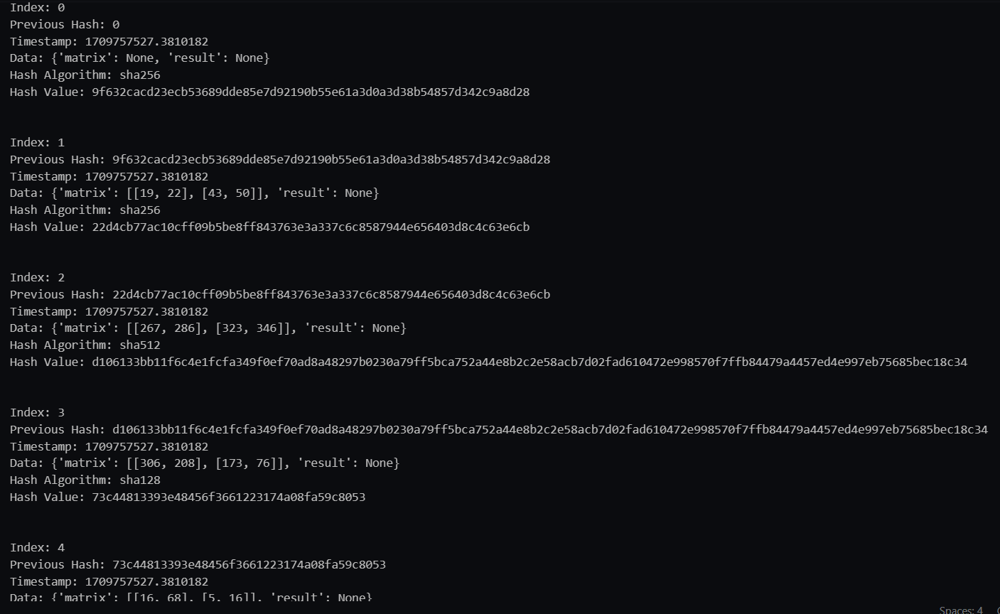 Index: 0
Previous Hash: 0
Timestamp: 1709757527.3810182
Data: {'matrix': None, 'result': None}
Hash Algorithm: sha256
Hash Value: 9f632cacd23ecb53689dde85e7d92190b55e61a3d0a3d38b54857d342c9a8d28
Index: 1
Previous Hash: 9f632cacd23ecb53689dde85e7d92190b55e61a3d0a3d38b54857d342c9a8d28
Timestamp: 1709757527.3810182
Data: {'matrix': [[19, 22], [43, 50]], 'result': None}
Hash Algorithm: sha256
Hash Value: 22d4cb77ac10cff09b5be8ff843763e3a337c6c8587944e656403d8c4c63e6cb
Index: 2
Previous Hash: 22d4cb77ac10cff09b5be8ff843763e3a337c6c8587944e656403d8c4c63e6cb
Timestamp: 1709757527.3810182
Data: {'matrix': [[267, 286], [323, 346]], 'result': None}
Hash Algorithm: sha512
Hash Value: d106133bb11f6c4e1fcfa349f0ef70ad8a48297b0230a79ff5bca752a44e8b2c2e58acb7d02fad610472e998570f7ffb84479a4457ed4e997eb75685bec18c34
Index: 3
Previous Hash: d106133bb11f6c4e1fcfa349f0ef70ad8a48297b0230a79ff5bca752a44e8b2c2e58acb7d02fad610472e998570f7ffb84479a4457ed4e997eb75685bec18c34
Timestamp: 1709757527.3810182
Data: {'matrix': [[306, 208], [173, 76]], 'result': None}
Hash Algorithm: sha128
Hash Value: 73c44813393e48456f3661223174a08fa59c8053
Index: 4
Previous Hash: 73c44813393e48456f3661223174a08fa59c8053
Timestamp: 1709757527.3810182
Data: {'matrix': [[16, 68], [5, 16]], 'result': None}
Spaces: 4